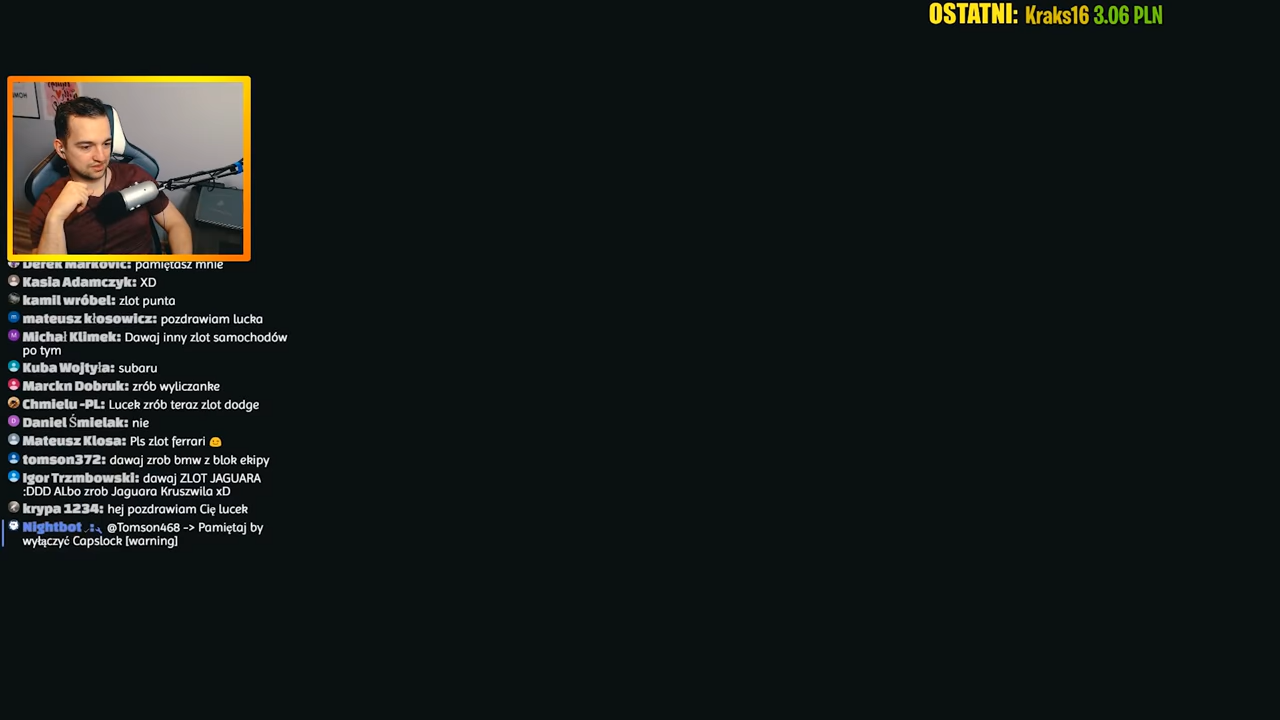 OSTATNI: Kraks16 3.06 PLN
Derek Markovic: pamiętasz mnie
Kasia Adamczyk: XD
kamil wróbel: zlot punta
mateusz kłosowicz: pozdrawiam lucka
Michał Klimek: Dawaj inny zlot samochodów
po tym
Kuba Wojtyła: subaru
Marckn Dobruk: zrób wyliczanke
Chmielu -PL: Lucek zrób teraz zlot dodge
Daniel Śmielak: nie
Mateusz Klosa: Pls zlot ferrari 🙂
tomson372: dawaj zrob bmw z blok ekipy
Igor Trzmbowski: dawaj ZLOT JAGUARA
:DDD ALbo zrob Jaguara Kruszwila xD
krypa 1234: hej pozdrawiam Cię lucek
Nightbot: @Tomson468 -> Pamiętaj by
wyłączyć Capslock [warning]